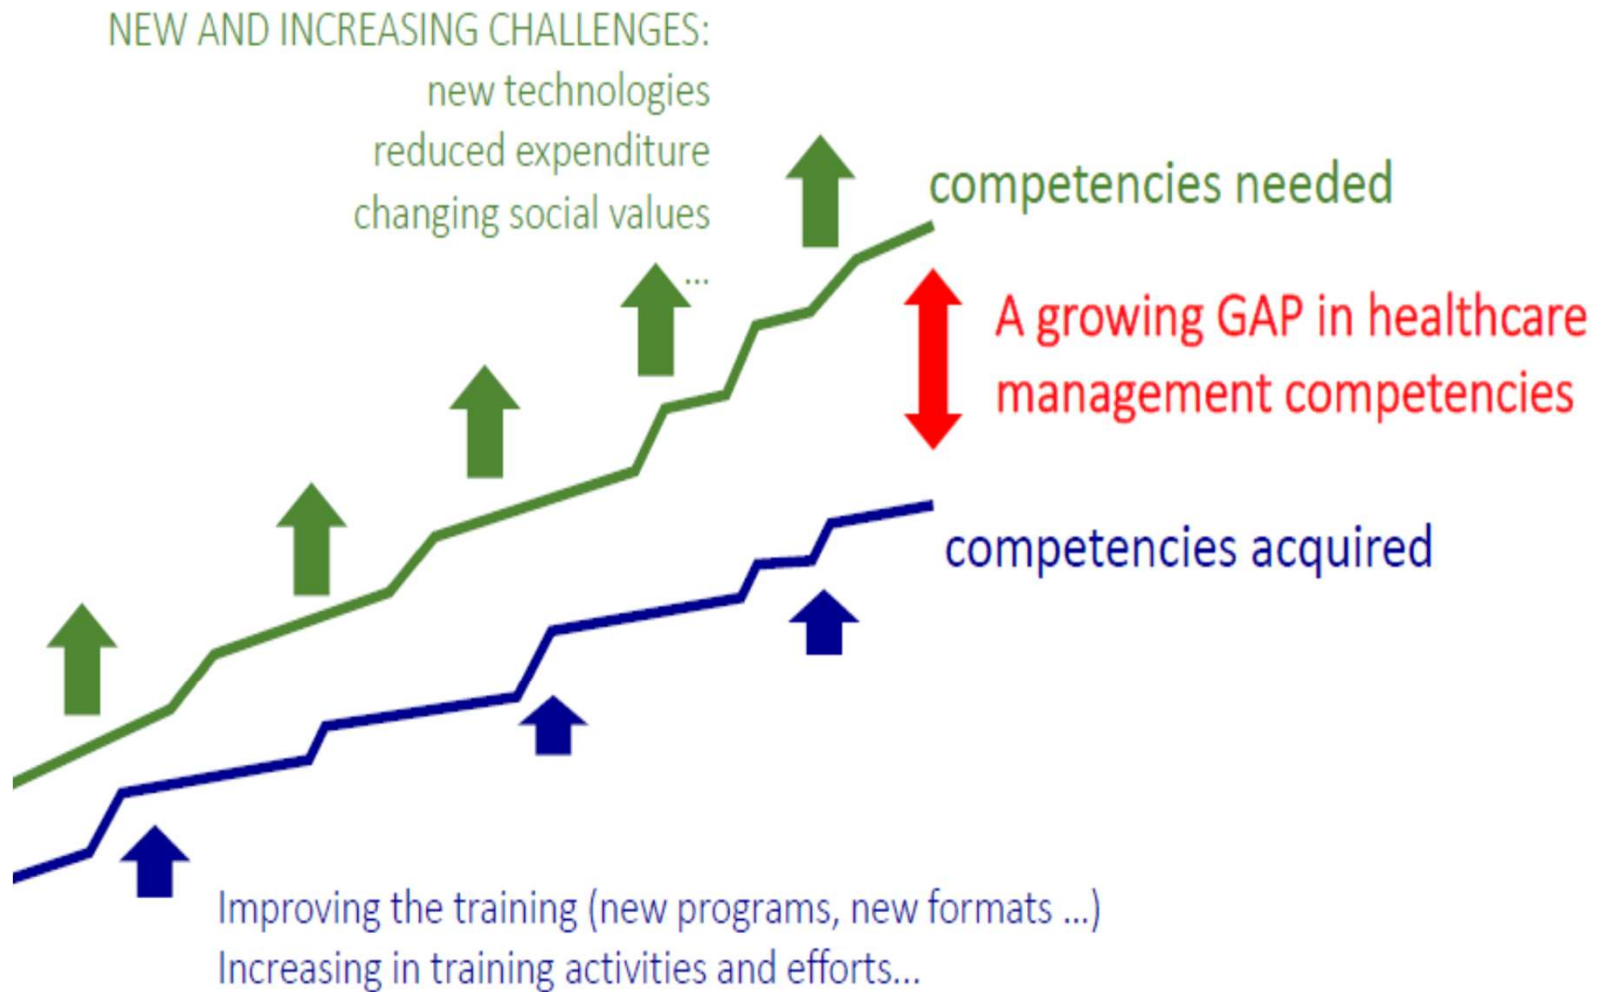 NEW AND INCREASING CHALLENGES:
new technologies
reduced expenditure
changing social values
...
competencies needed
A growing GAP in healthcare
management competencies
competencies acquired
Improving the training (new programs, new formats ...)
Increasing in training activities and efforts...